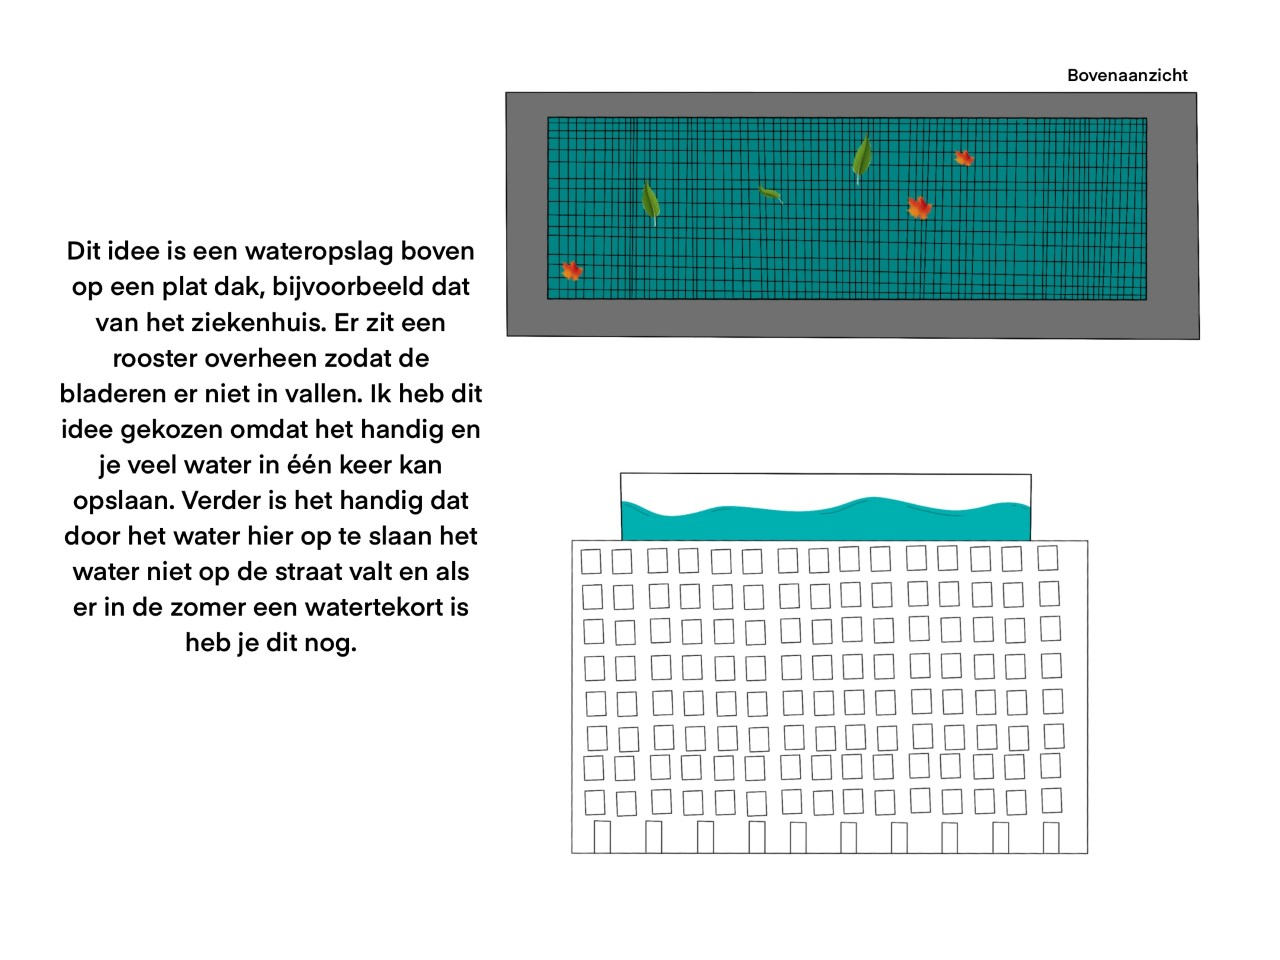 Bovenaanzicht
Dit idee is een wateropslag boven
op een plat dak, bijvoorbeeld dat
van het ziekenhuis. Er zit een
rooster overheen zodat de
bladeren er niet in vallen. Ik heb dit
idee gekozen omdat het handig en
je veel water in één keer kan
opslaan. Verder is het handig dat
door het water hier op te slaan het
water niet op de straat valt en als
er in de zomer een watertekort is
heb je dit nog.